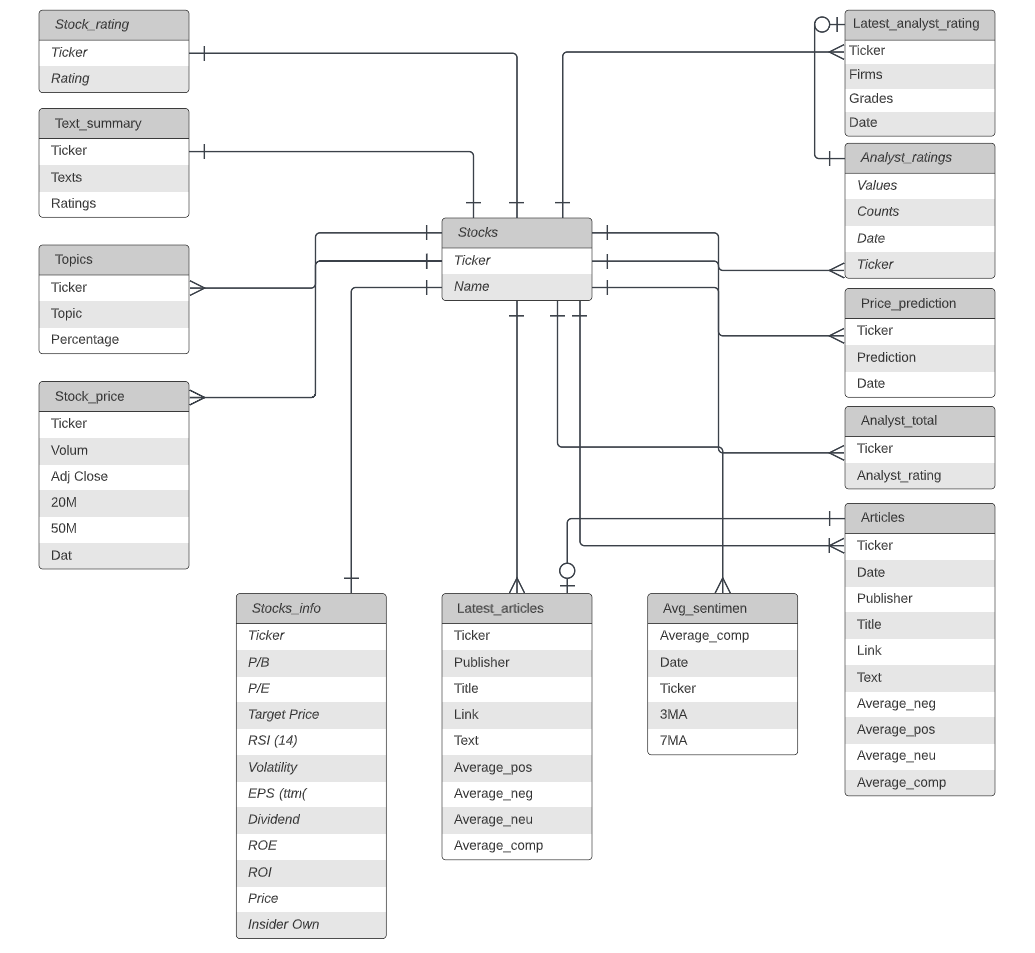 Stock_rating
Ticker
Rating
Text_summary
Ticker
Texts
Ratings
Topics
Ticker
Topic
Percentage
Stock_price
Ticker
Volum
Adj Close
20M
50M
Dat
Stocks
Ticker
Name
Latest_analyst_rating
Ticker
Firms
Grades
Date
Analyst_ratings
Values
Counts
Date
Ticker
Price_prediction
Ticker
Prediction
Date
Analyst_total
Ticker
Analyst_rating
Articles
Ticker
Date
Publisher
Title
Link
Text
Average_neg
Average_pos
Average_neu
Average_comp
Stocks_info
Ticker
P/B
P/E
Target Price
RSI (14)
Volatility
EPS (ttm(
Dividend
ROE
ROI
Price
Insider Own
Latest_articles
Ticker
Publisher
Title
Link
Text
Average_pos
Average_neg
Average_neu
Average_comp
Avg_sentimen
Average_comp
Date
Ticker
3MA
7MA